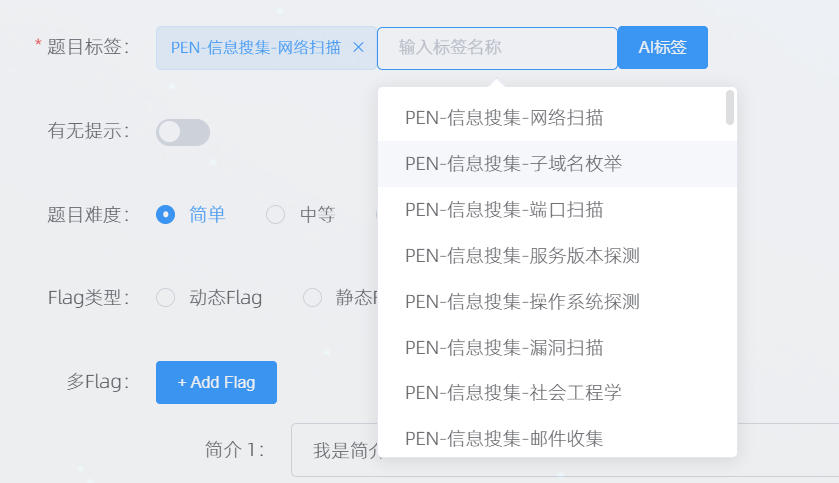 * 题目标签： PEN-信息搜集-网络扫描 × 输入标签名称 AI标签
PEN-信息搜集-网络扫描
有无提示：
PEN-信息搜集-子域名枚举
题目难度： 简单 中等
PEN-信息搜集-端口扫描
PEN-信息搜集-服务版本探测
Flag类型： 动态Flag 静态F
PEN-信息搜集-操作系统探测
PEN-信息搜集-漏洞扫描
多Flag： + Add Flag
PEN-信息搜集-社会工程学
PEN-信息搜集-邮件收集
简介 1： 我是简介